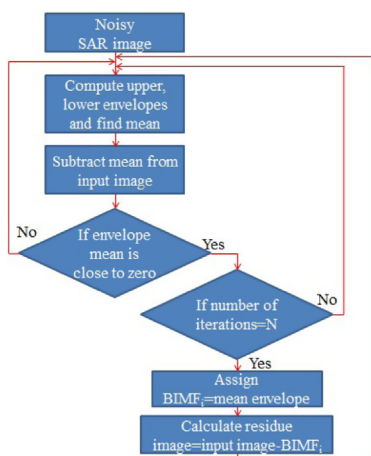 Noisy
SAR image
Compute upper,
lower envelopes
and find mean
Subtract mean from
input image
If envelope
mean is
close to zero
No
Yes
If number of
iterations=N
No
Yes
Assign
BIMFi=mean envelope
Calculate residue
image=input image-BIMFi